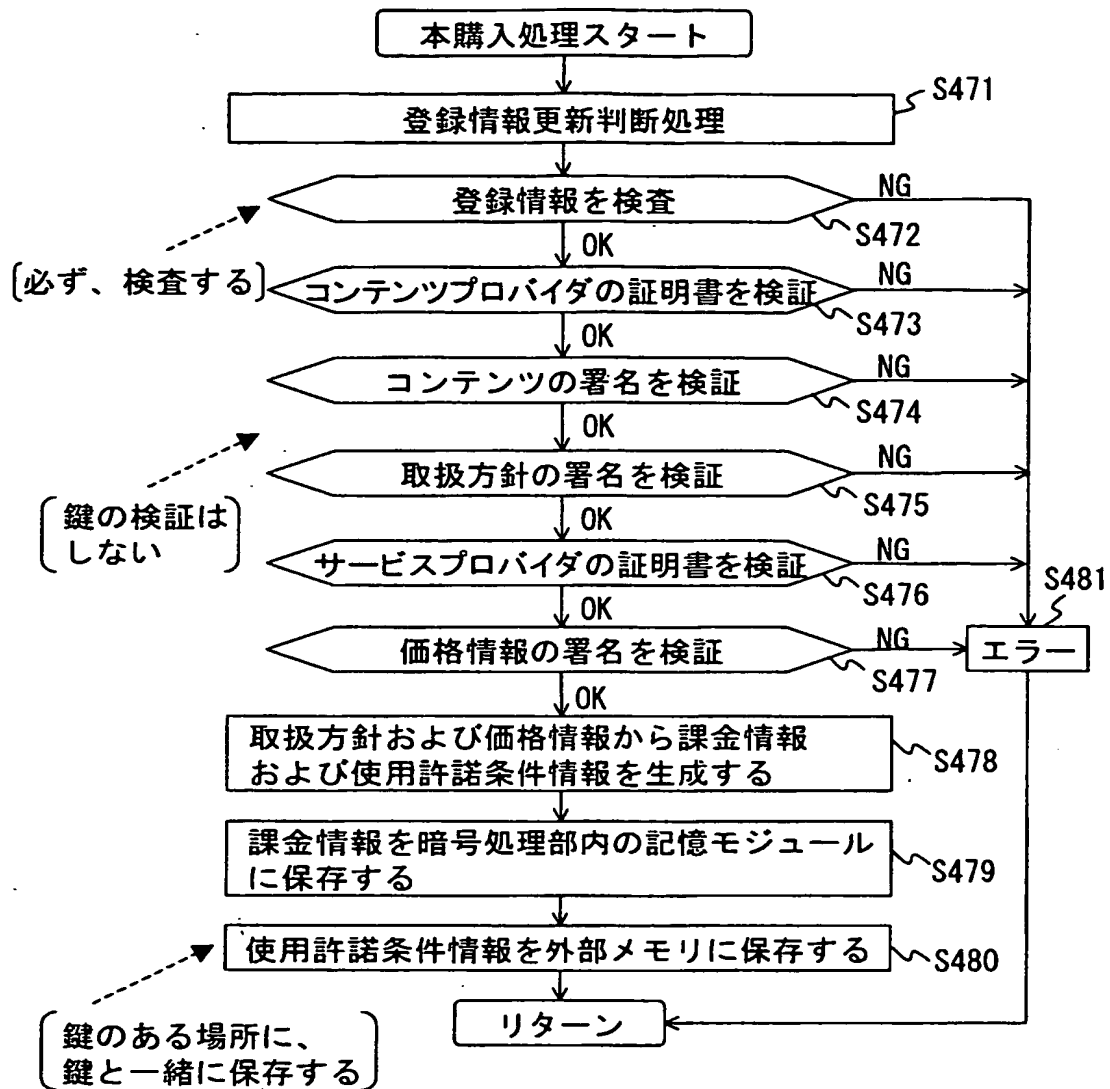 本購入処理スタート
S471
登録情報更新判断処理
登録情報を検査
NG
S472
OK
[必ず、検査する]
コンテンツプロバイダの証明書を検証
NG
S473
OK
コンテンツの署名を検証
NG
S474
OK
取扱方針の署名を検証
NG
S475
OK
鍵の検証は
しない
サービスプロバイダの証明書を検証
NG
S476
OK
S481
エラー
価格情報の署名を検証
NG
S477
OK
取扱方針および価格情報から課金情報
および使用許諾条件情報を生成する
S478
課金情報を暗号処理部内の記憶モジュール
に保存する
S479
使用許諾条件情報を外部メモリに保存する
S480
リターン
鍵のある場所に、
鍵と一緒に保存する